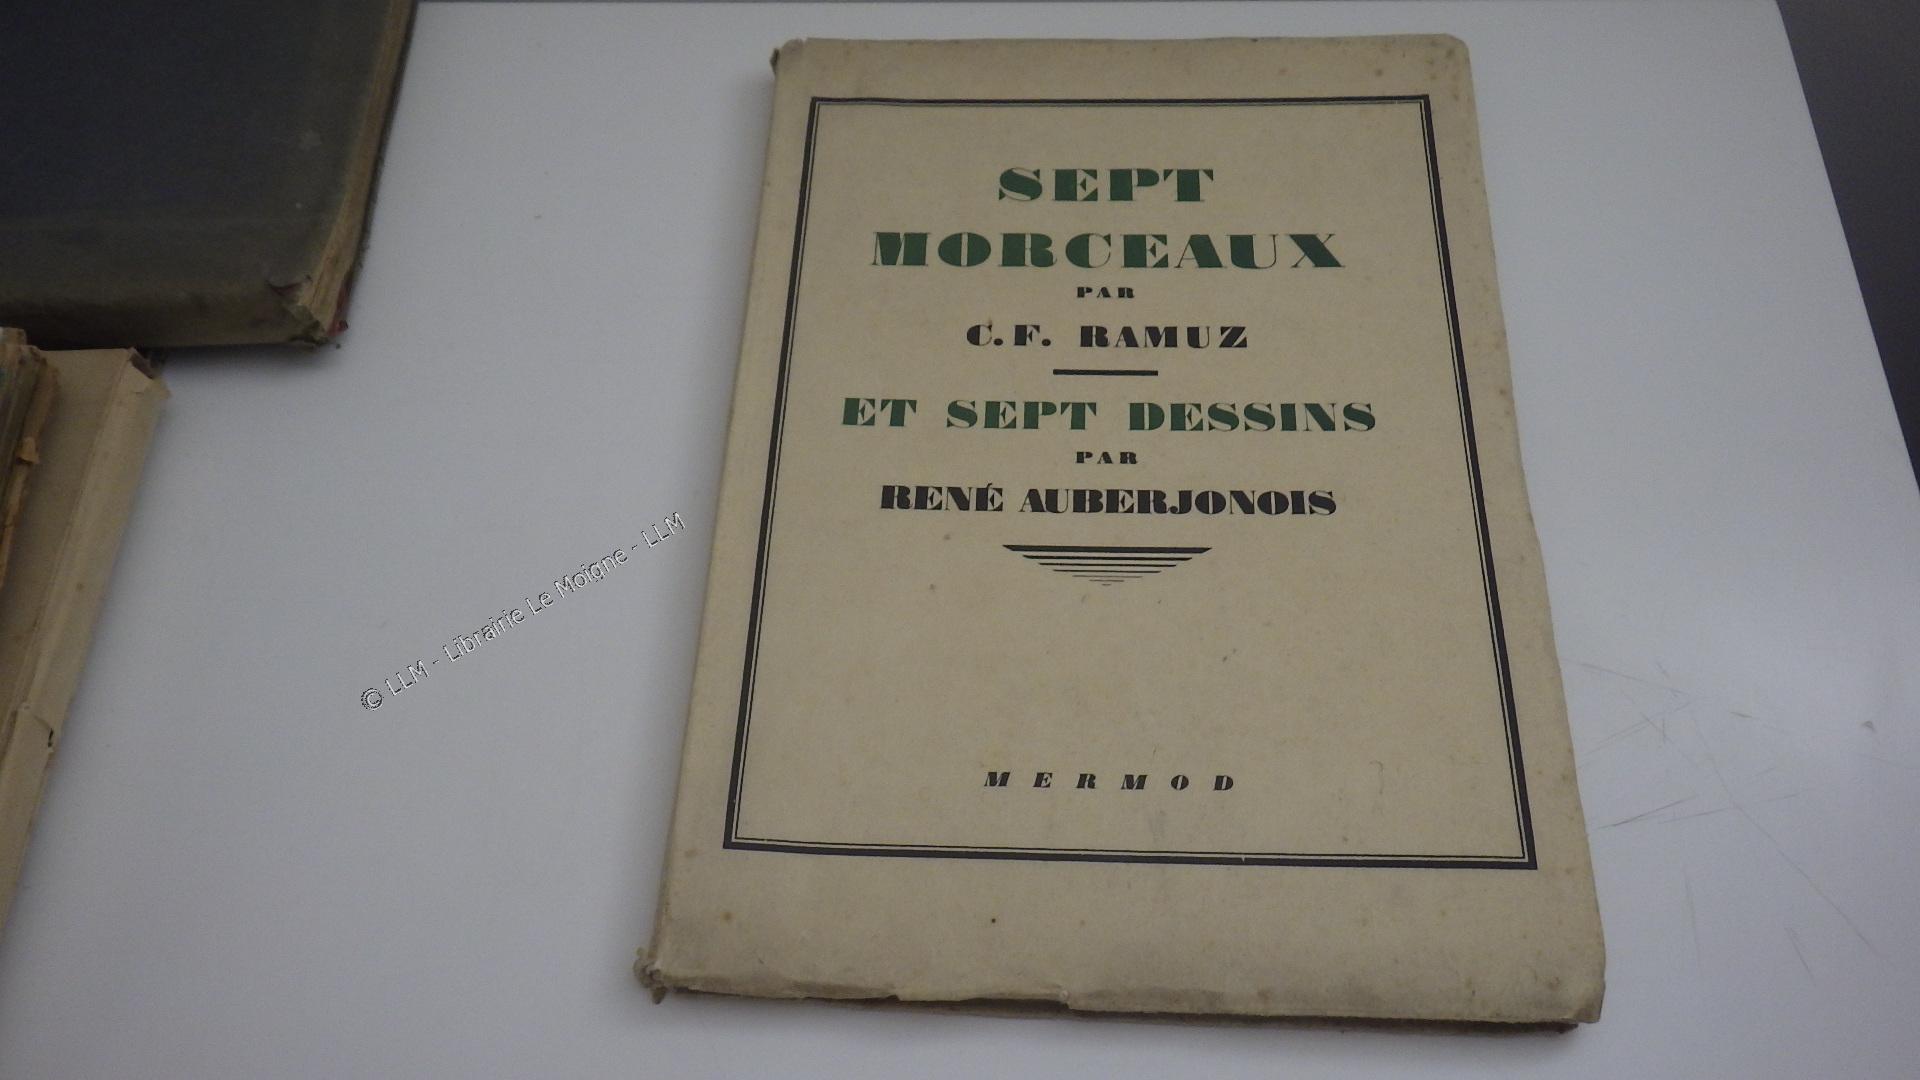 SEPT
MORCEAUX
PAR
C.F. RAMUZ
ET SEPT DESSINS
PAR
RENÉ AUBERJONOIS
MERMOD
© LLM - Librairie Le Moigne - LLM